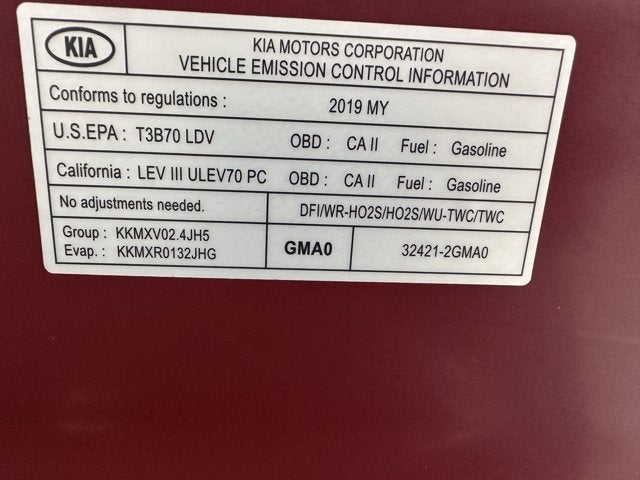 KIA
KIA MOTORS CORPORATION
VEHICLE EMISSION CONTROL INFORMATION
Conforms to regulations : 2019 MY
U.S.EPA : T3B70 LDV OBD : CA II Fuel : Gasoline
California : LEV III ULEV70 PC OBD : CA II Fuel : Gasoline
No adjustments needed. DFI/WR-HO2S/HO2S/WU-TWC/TWC
Group : KKMXV02.4JH5
Evap. : KKMXR0132JHG
GMA0 32421-2GMA0